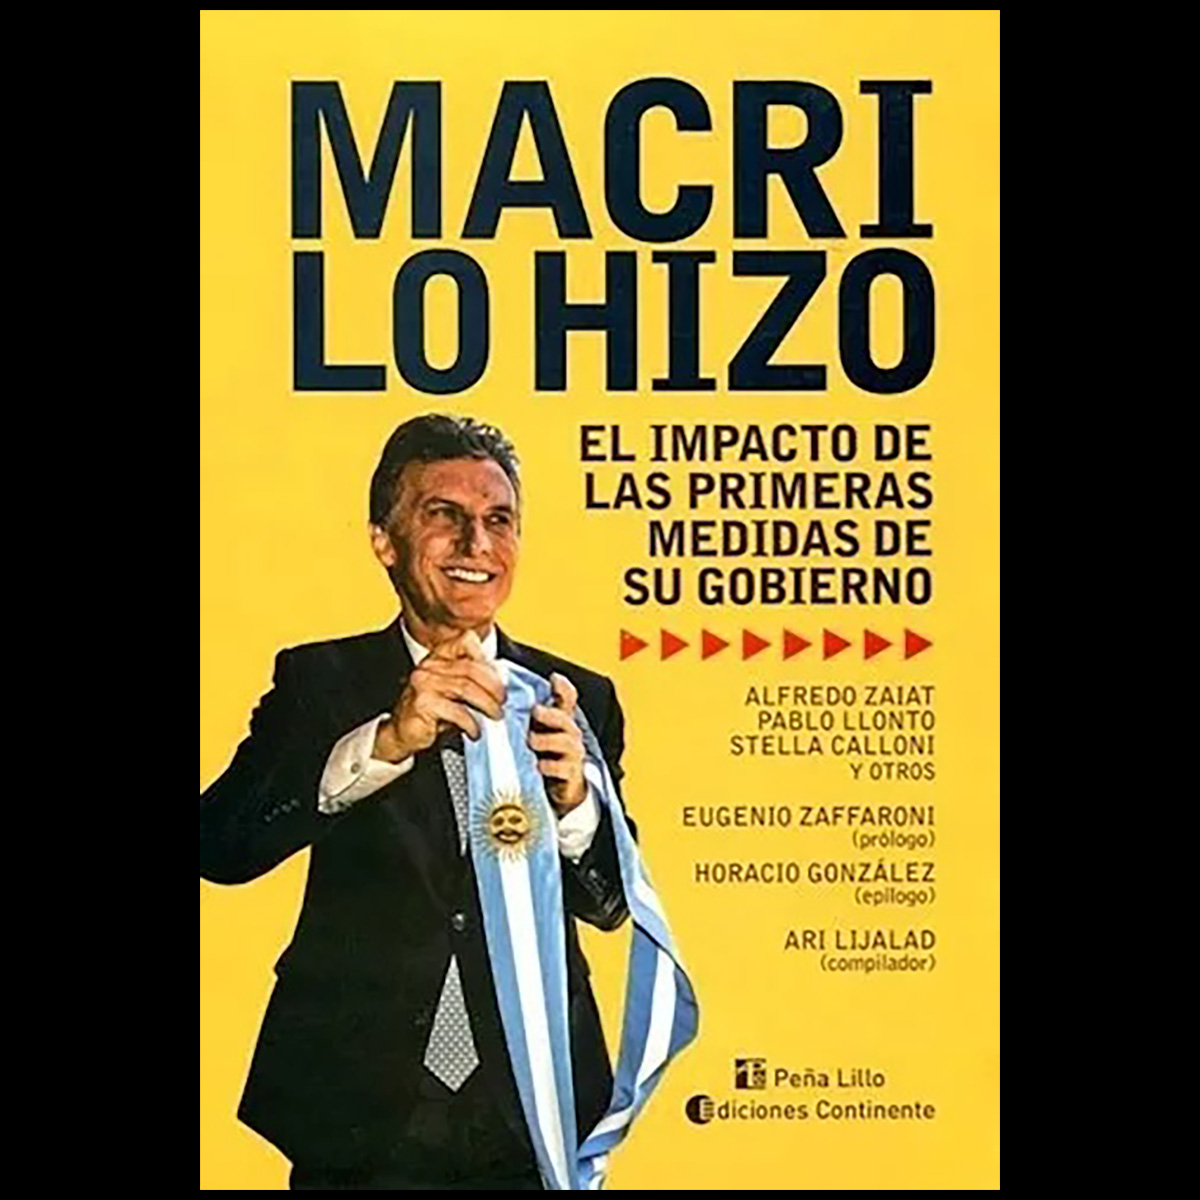 MACRI
LO HIZO
EL IMPACTO DE
LAS PRIMERAS
MEDIDAS DE
SU GOBIERNO
ALFREDO ZAIAT
PABLO LLONTO
STELLA CALLONI
Y OTROS
EUGENIO ZAFFARONI
(prólogo)
HORACIO GONZÁLEZ
(epílogo)
ARI LIJALAD
(compilador)
Peña Lillo
Ediciones Continente